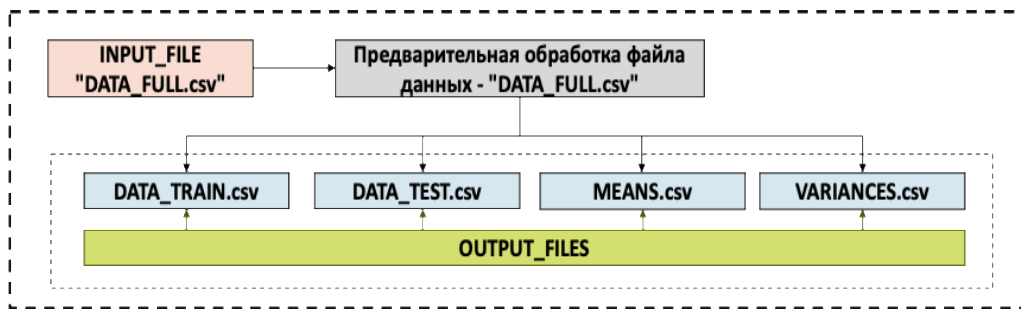 INPUT_FILE
"DATA_FULL.csv"
Предварительная обработка файла
данных - "DATA_FULL.csv"
DATA_TRAIN.csv
DATA_TEST.csv
MEANS.csv
VARIANCES.csv
OUTPUT_FILES